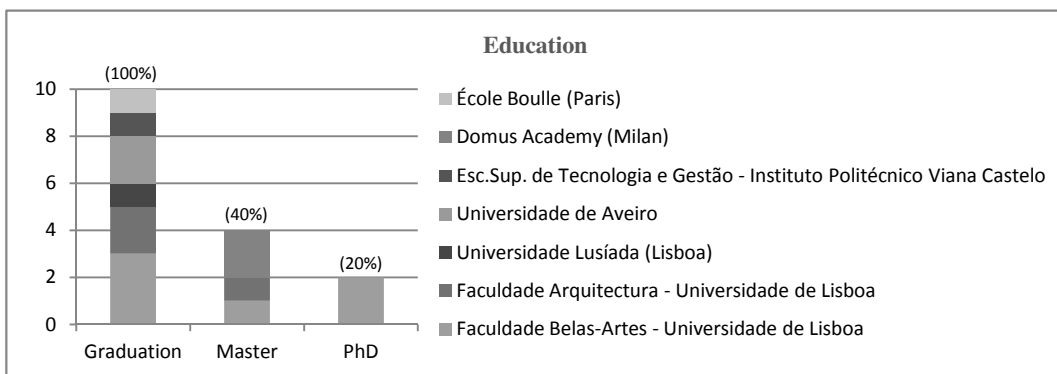 Education
(100%)
10
8
6
4
2
0
(40%)
(20%)
Graduation
Master
PhD
École Boulle (Paris)
Domus Academy (Milan)
Esc.Sup. de Tecnologia e Gestão - Instituto Politécnico Viana Castelo
Universidade de Aveiro
Universidade Lusíada (Lisboa)
Faculdade Arquitectura - Universidade de Lisboa
Faculdade Belas-Artes - Universidade de Lisboa